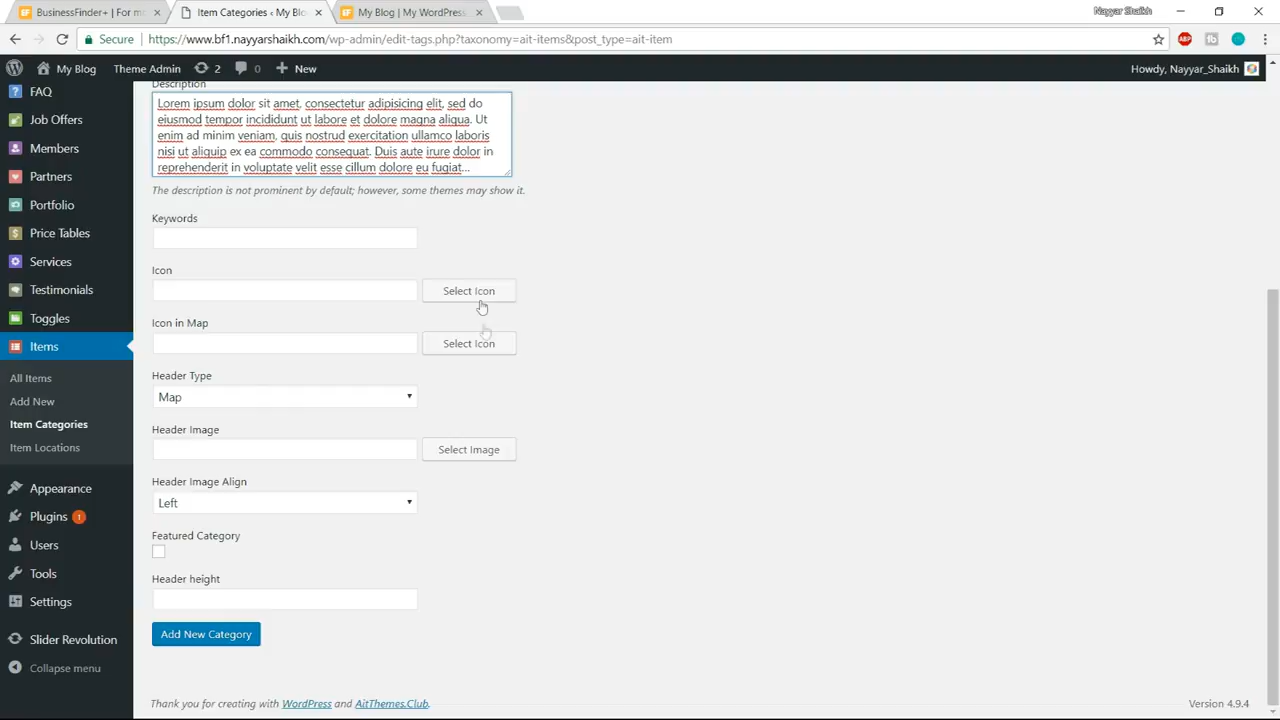 BusinessFinder+ | For m
Item Categories ‹ My Blo
My Blog | My WordPress
Nayyar Shaikh
Secure
https://www.bf1.nayyarshaikh.com/wp-admin/edit-tags.php?taxonomy=ait-items&post_type=ait-item
ABP
My Blog
Theme Admin
2
0
New
Howdy, Nayyar_Shaikh
FAQ
Job Offers
Members
Partners
Portfolio
Price Tables
Services
Testimonials
Toggles
Items
All Items
Add New
Item Categories
Item Locations
Appearance
Plugins 1
Users
Tools
Settings
Slider Revolution
Collapse menu
Description
Lorem ipsum dolor sit amet, consectetur adipisicing elit, sed do
eiusmod tempor incididunt ut labore et dolore magna aliqua. Ut
enim ad minim veniam, quis nostrud exercitation ullamco laboris
nisi ut aliquip ex ea commodo consequat. Duis aute irure dolor in
reprehenderit in voluptate velit esse cillum dolore eu fugiat...
The description is not prominent by default; however, some themes may show it.
Keywords
Icon
Select Icon
Icon in Map
Select Icon
Header Type
Map
Header Image
Select Image
Header Image Align
Left
Featured Category
Header height
Add New Category
Thank you for creating with WordPress and AitThemes.Club.
Version 4.9.4